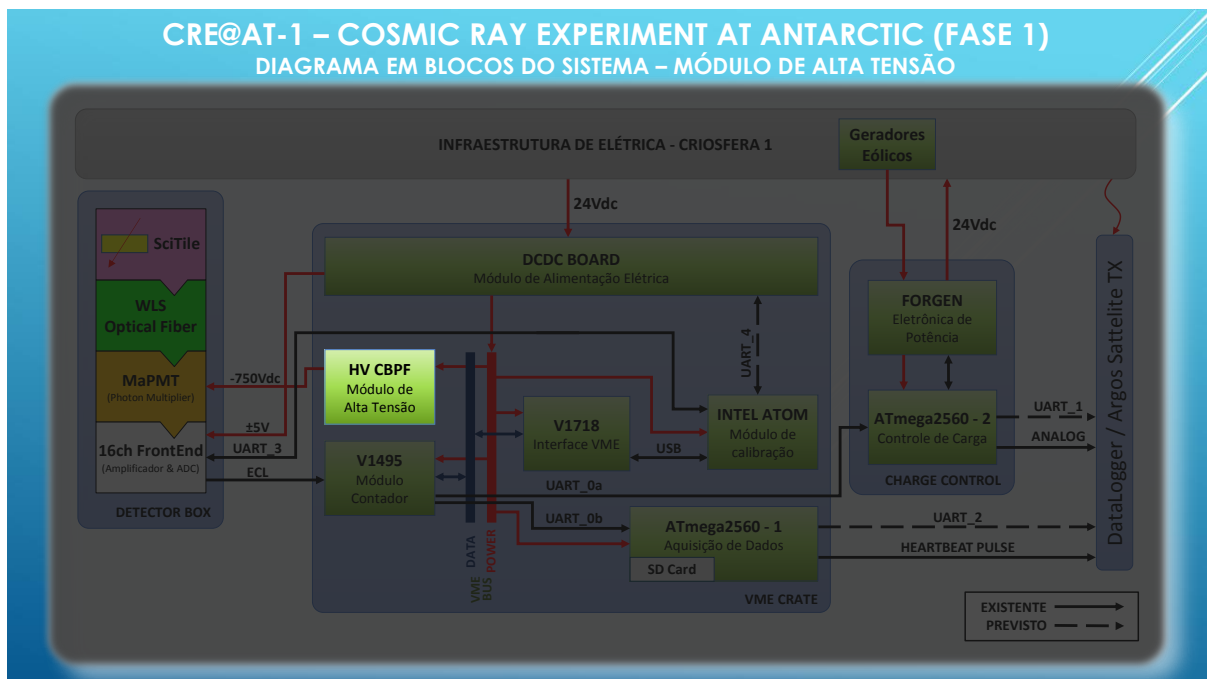 CRE@AT-1 – COSMIC RAY EXPERIMENT AT ANTARCTIC (FASE 1)
DIAGRAMA EM BLOCOS DO SISTEMA – MÓDULO DE ALTA TENSÃO
INFRAESTRUTURA DE ELÉTRICA - CRIOSFERA 1
Geradores
Eólicos
24Vdc
24Vdc
SciTile
WLS
Optical Fiber
MaPMT
(Photon Multiplier)
16ch FrontEnd
(Amplificador & ADC)
DETECTOR BOX
-750Vdc
±5V
UART_3
ECL
DCDC BOARD
Módulo de Alimentação Elétrica
HV CBPF
Módulo de
Alta Tensão
V1495
Módulo
Contador
V1718
Interface VME
USB
UART_4
INTEL ATOM
Módulo de
calibração
UART_0a
UART_0b
ATmega2560 - 1
Aquisição de Dados
SD Card
DATA
POWER
VME
BUS
VME CRATE
FORGEN
Eletrônica de
Potência
ATmega2560 - 2
Controle de Carga
CHARGE CONTROL
UART_1
ANALOG
UART_2
HEARTBEAT PULSE
DataLogger / Argos Sattelite TX
EXISTENTE
PREVISTO